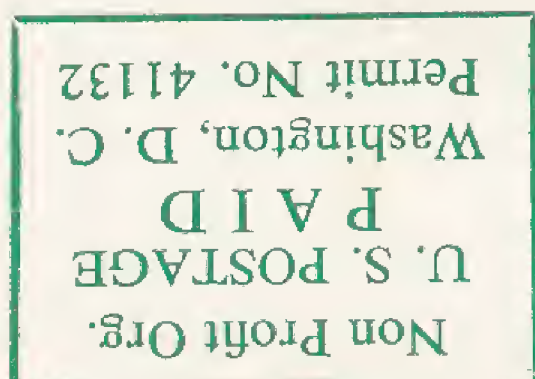 Non Profit Org.
U. S. POSTAGE
P A I D
Washington, D. C.
Permit No. 41132